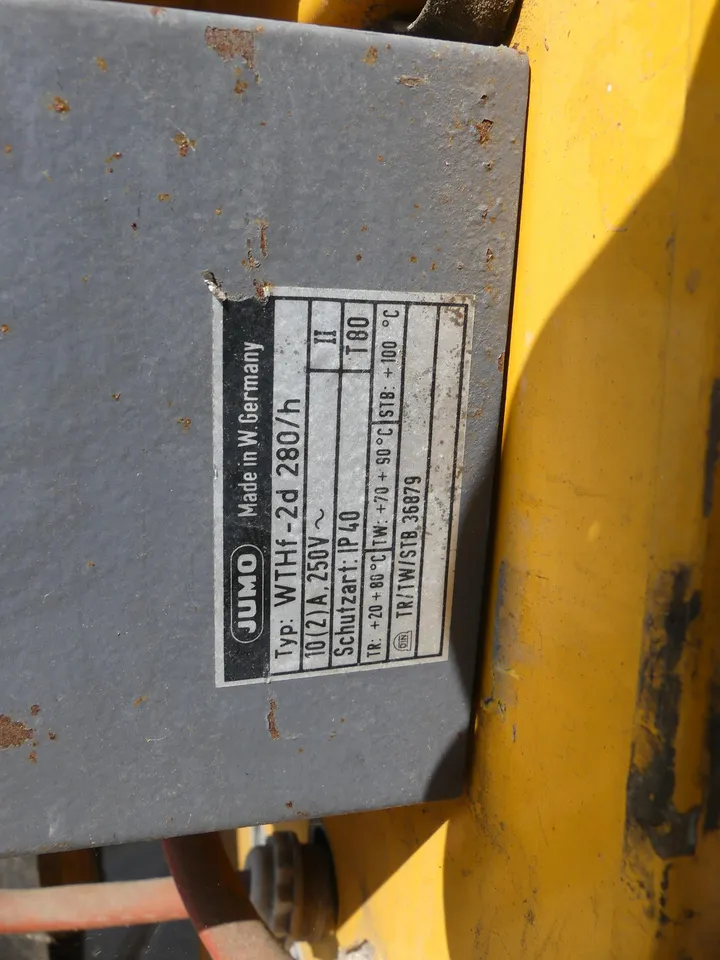 JUMO Made in W. Germany
Typ: WTHf-2d 280/h
10(2)A, 250V ~ II
Schutzart: IP 40 T80
TR: +20 + 80°C TW: +70 + 90°C STB: +100 °C
DIN TR/TW/STB 36879